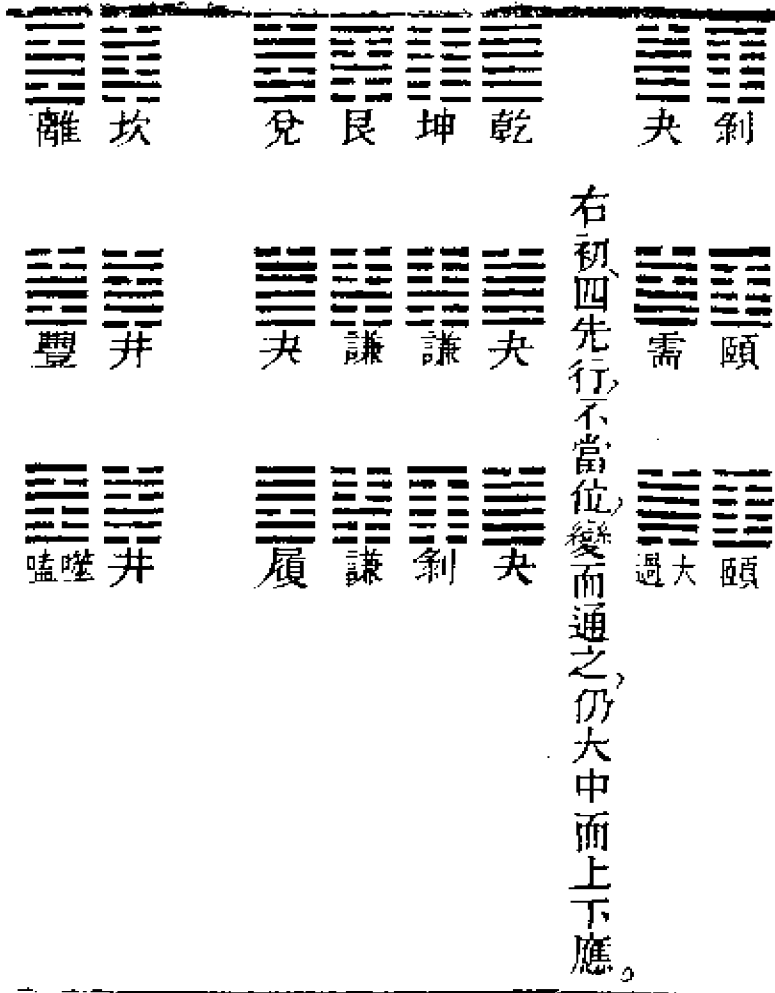 剝 頤 頤
夬 需 大過
右初、四先行,不當位,變而通之,仍大中而上下應。
乾 夬 夬
坤 謙 剝
艮 謙 謙
兌 夬 履
坎 井 井
離 豐 噬嗑